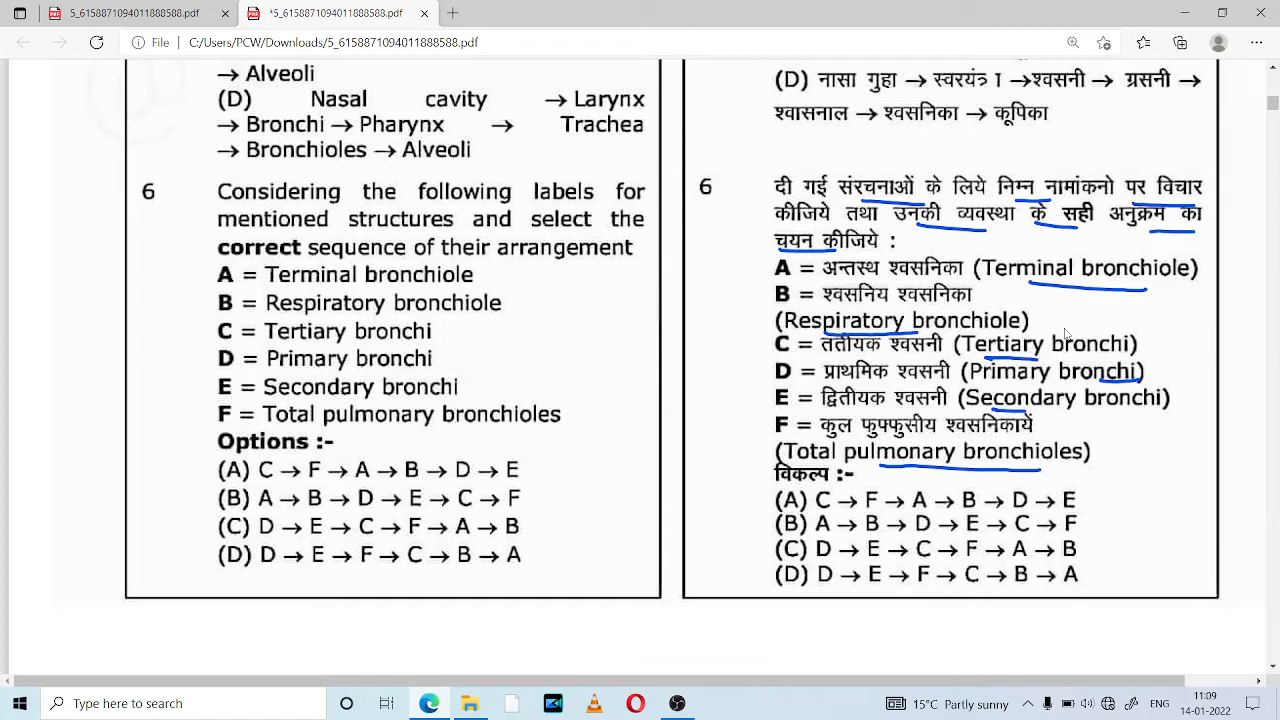 5_6158871094011888588.pdf
5_6158871094011888588.pdf
File C:/Users/PCW/Downloads/5_6158871094011888588.pdf
→ Alveoli
(D) Nasal cavity → Larynx
→ Bronchi → Pharynx → Trachea
→ Bronchioles → Alveoli
6 Considering the following labels for
mentioned structures and select the
correct sequence of their arrangement
A = Terminal bronchiole
B = Respiratory bronchiole
C = Tertiary bronchi
D = Primary bronchi
E = Secondary bronchi
F = Total pulmonary bronchioles
Options :-
(A) C → F → A → B → D → E
(B) A → B → D → E → C → F
(C) D → E → C → F → A → B
(D) D → E → F → C → B → A
(D) नासा गुहा → स्वरयंत्र ा →श्वसनी → ग्रसनी →
श्वासनाल → श्वसनिका → कूपिका
6 दी गई संरचनाओं के लिये निम्न नामांकनो पर विचार
कीजिये तथा उनकी व्यवस्था के सही अनुक्रम का
चयन कीजिये :
A = अन्तस्थ श्वसनिका (Terminal bronchiole)
B = श्वसनिय श्वसनिका
(Respiratory bronchiole)
C = ततीयक श्वसनी (Tertiary bronchi)
D = प्राथमिक श्वसनी (Primary bronchi)
E = द्वितीयक श्वसनी (Secondary bronchi)
F = कुल फुफ्फुसीय श्वसनिकायें
(Total pulmonary bronchioles)
विकल्प :-
(A) C → F → A → B → D → E
(B) A → B → D → E → C → F
(C) D → E → C → F → A → B
(D) D → E → F → C → B → A
Type here to search
15°C Partly sunny
ENG
11:09
14-01-2022